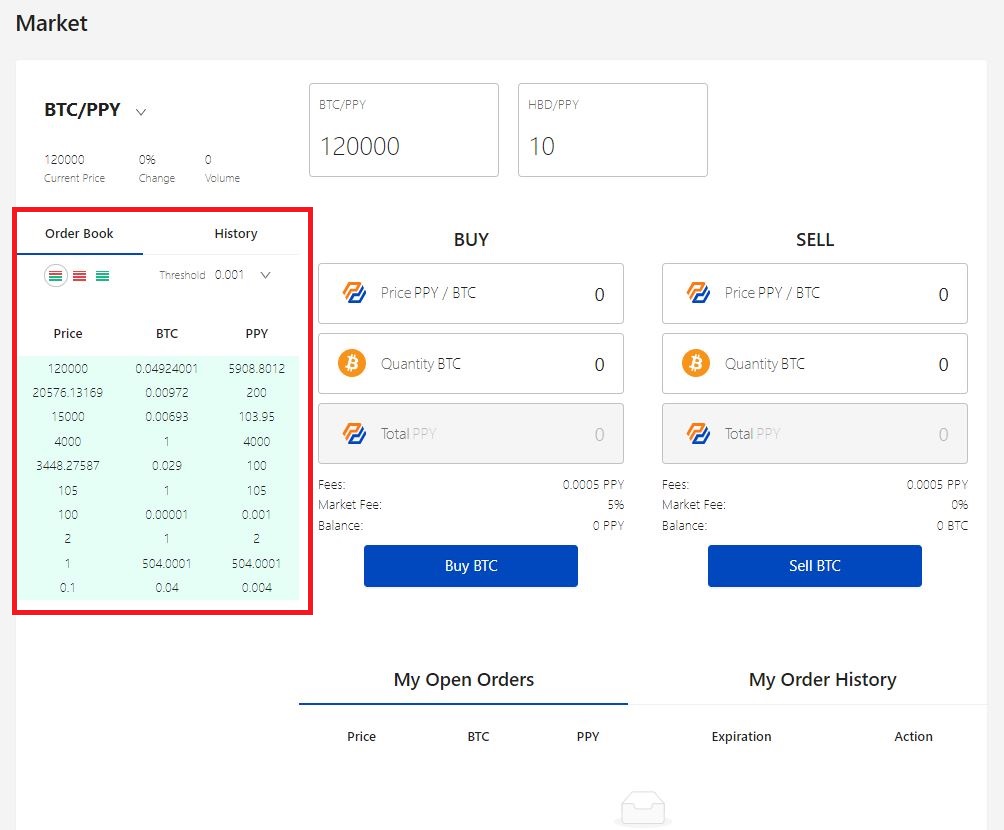 Market
BTC/PPY
120000 0% 0
Current Price Change Volume
BTC/PPY
120000
HBD/PPY
10
Order Book History
Threshold 0.001
Price BTC PPY
120000 0.04924001 5908.8012
20576.13169 0.00972 200
15000 0.00693 103.95
4000 1 4000
3448.27587 0.029 100
105 1 105
100 0.00001 0.001
2 1 2
1 504.0001 504.0001
0.1 0.04 0.004
BUY
Price PPY / BTC 0
Quantity BTC 0
Total PPY 0
Fees: 0.0005 PPY
Market Fee: 5%
Balance: 0 PPY
Buy BTC
SELL
Price PPY / BTC 0
Quantity BTC 0
Total PPY 0
Fees: 0.0005 PPY
Market Fee: 0%
Balance: 0 BTC
Sell BTC
My Open Orders My Order History
Price BTC PPY Expiration Action